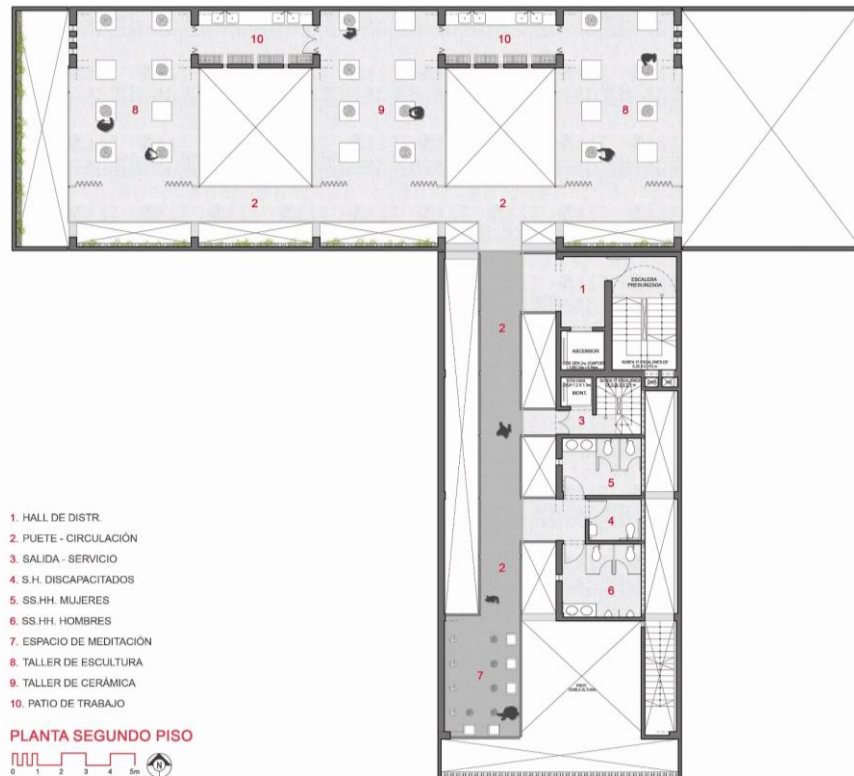 10
10
8
9
8
2
2
1
ESCALERA
PRESURIZADA
2
ASCENSOR
MONT.
3
5
4
2
6
7
1. HALL DE DISTR.
2. PUETE - CIRCULACIÓN
3. SALIDA - SERVICIO
4. S.H. DISCAPACITADOS
5. SS.HH. MUJERES
6. SS.HH. HOMBRES
7. ESPACIO DE MEDITACIÓN
8. TALLER DE ESCULTURA
9. TALLER DE CERÁMICA
10. PATIO DE TRABAJO
PLANTA SEGUNDO PISO
0 1 2 3 4 5m
N